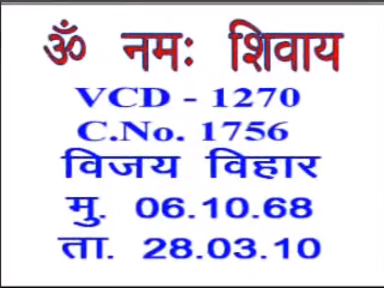 ॐ नमः शिवाय
VCD - 1270
C.No. 1756
विजय विहार
मु. 06.10.68
ता. 28.03.10